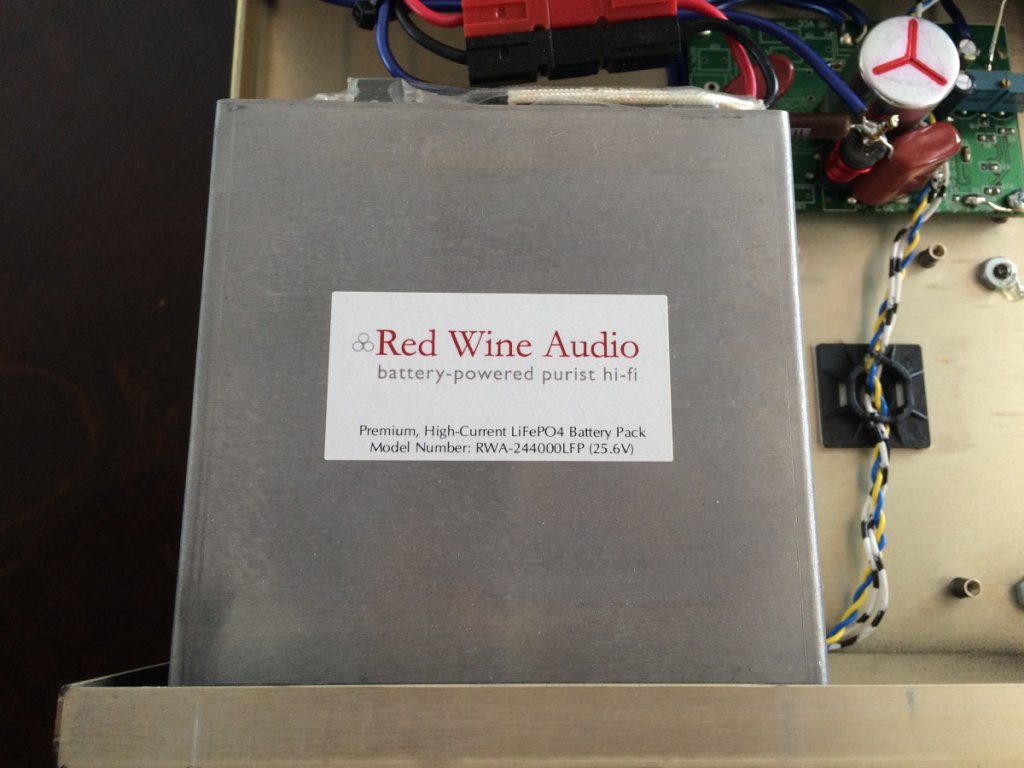 Red Wine Audio
battery-powered purist hi-fi
Premium, High-Current LiFePO4 Battery Pack
Model Number: RWA-244000LFP (25.6V)